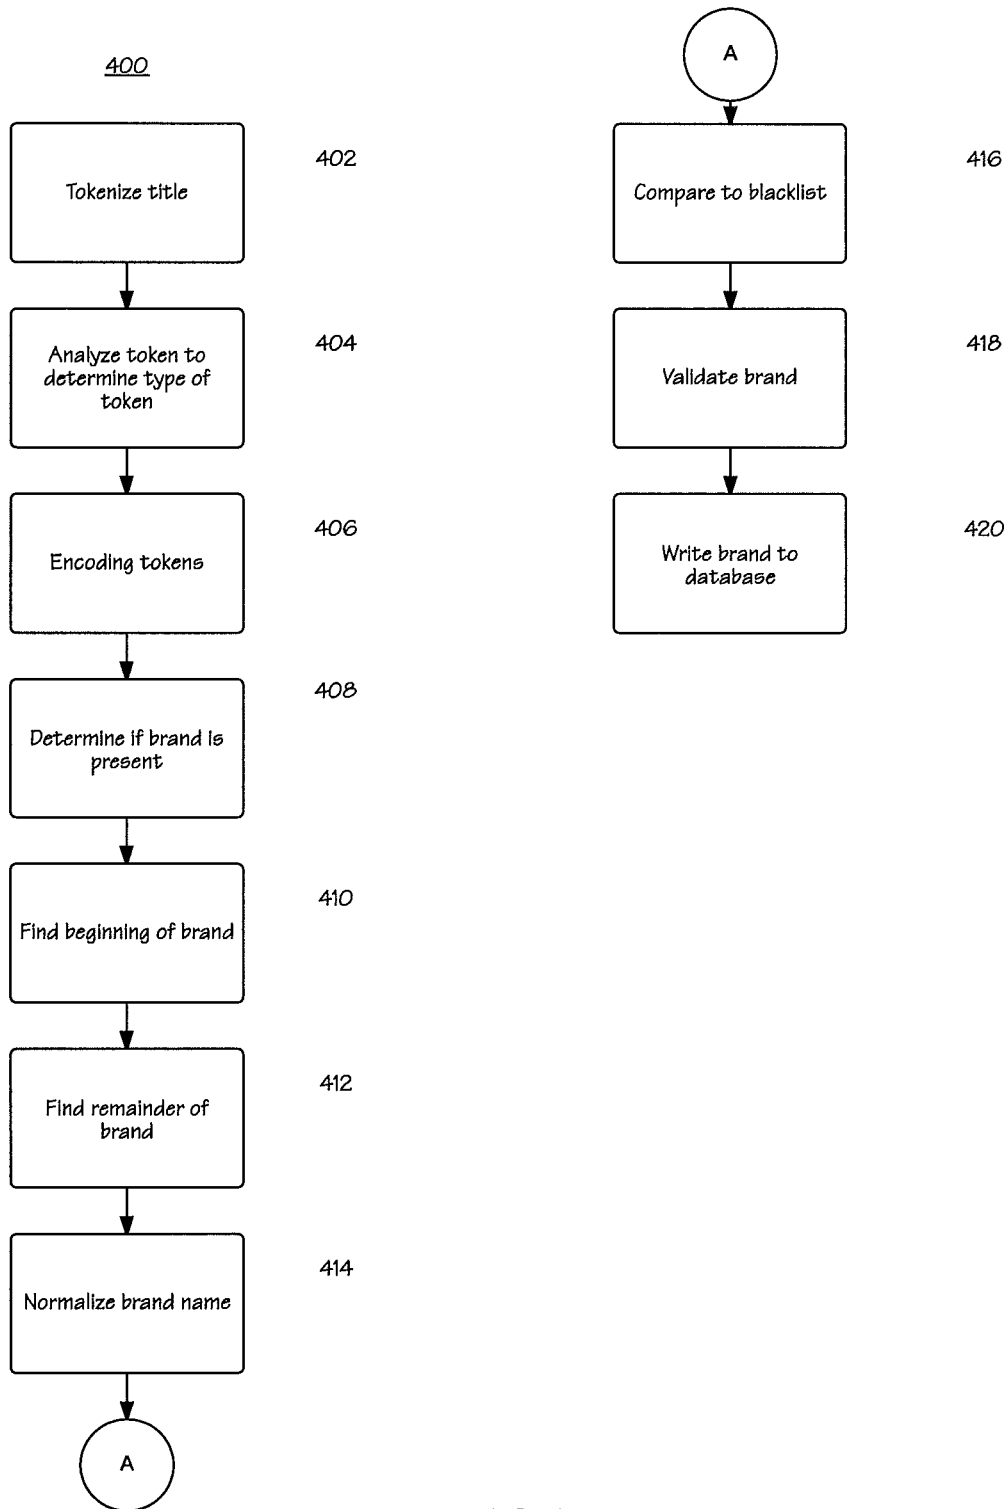 400
Tokenize title
402
Analyze token to
determine type of
token
404
Encoding tokens
406
Determine if brand is
present
408
Find beginning of brand
410
Find remainder of
brand
412
Normalize brand name
414
A
A
Compare to blacklist
416
Validate brand
418
Write brand to
database
420